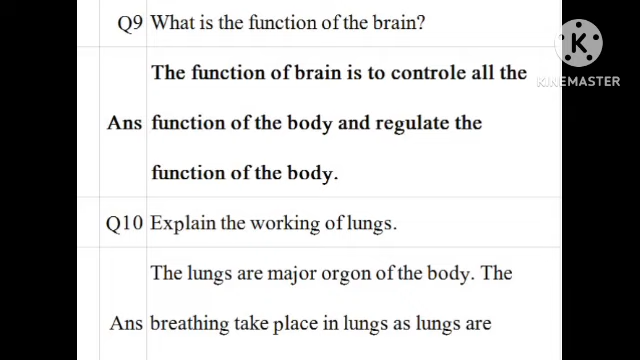 Q9 What is the function of the brain?
KINEMASTER
The function of brain is to controle all the
Ans function of the body and regulate the
function of the body.
Q10 Explain the working of lungs.
The lungs are major orgon of the body. The
Ans breathing take place in lungs as lungs are